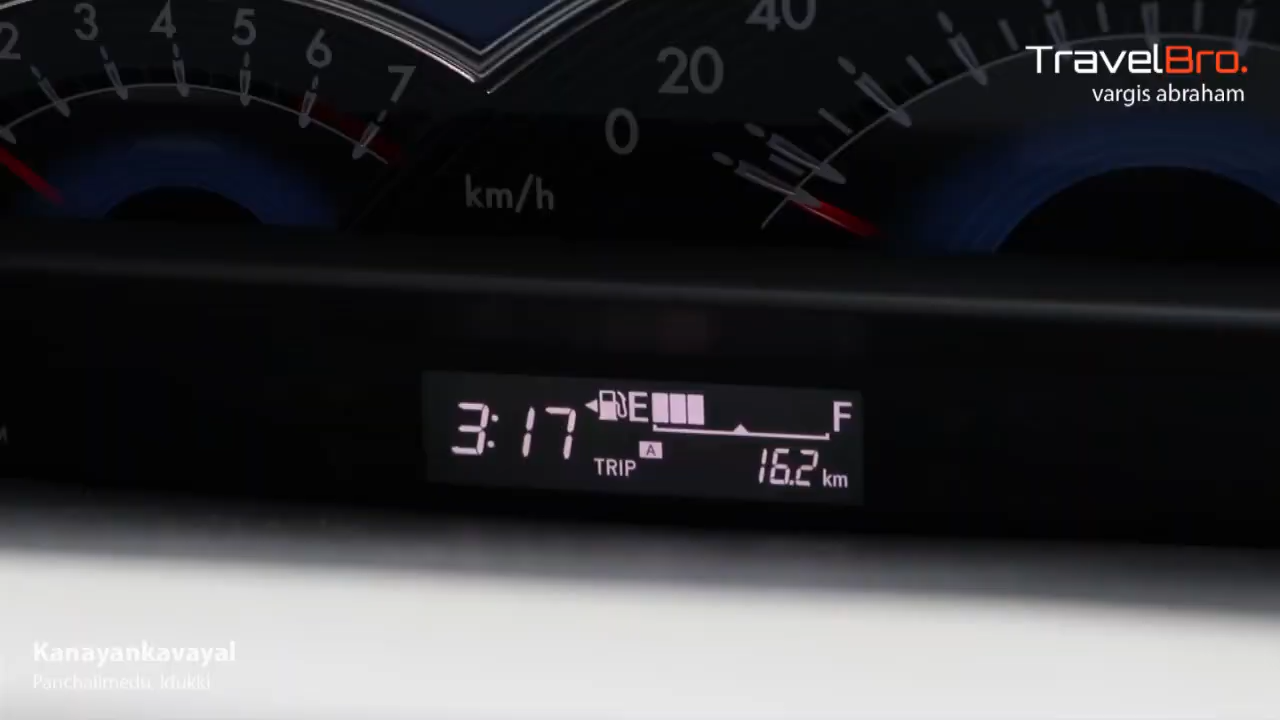 2 3 4 5 6 7
0 20 40
km/h
TravelBro.
vargis abraham
3:17
E F
TRIP A 16.2 km
Kanayankavayal
Panchalimedu, Idukki